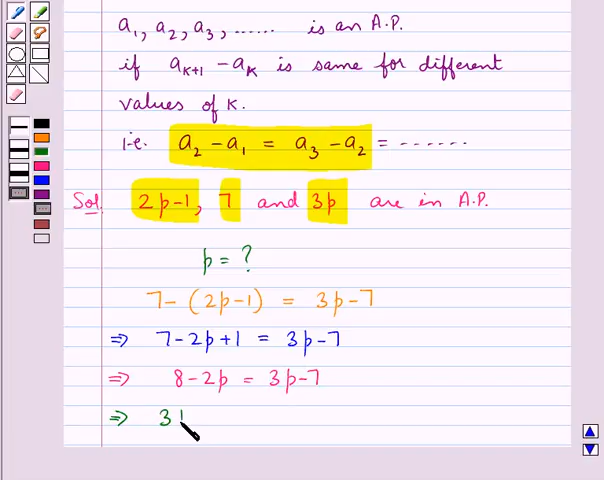 a₁, a₂, a₃, ...... is an A.P.
if aₖ₊₁ - aₖ is same for different
values of k.
i.e. a₂ - a₁ = a₃ - a₂ = -------
Sol. 2p-1, 7 and 3p are in A.P.
p = ?
7 - (2p-1) = 3p-7
⇒ 7-2p+1 = 3p-7
⇒ 8-2p = 3p-7
⇒ 3